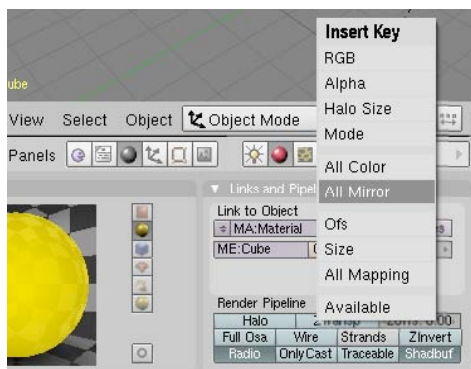 Insert Key
RGB
Alpha
Halo Size
Mode
All Color
All Mirror
Ofs
Size
All Mapping
Available
ube
View Select Object Object Mode
Panels
Links and Pipel
Link to Object
MA:Material
ME:Cube
Render Pipeline
Halo
Full Osa Wire Strands ZInvert
Radio OnlyCast Traceable Shadbuf